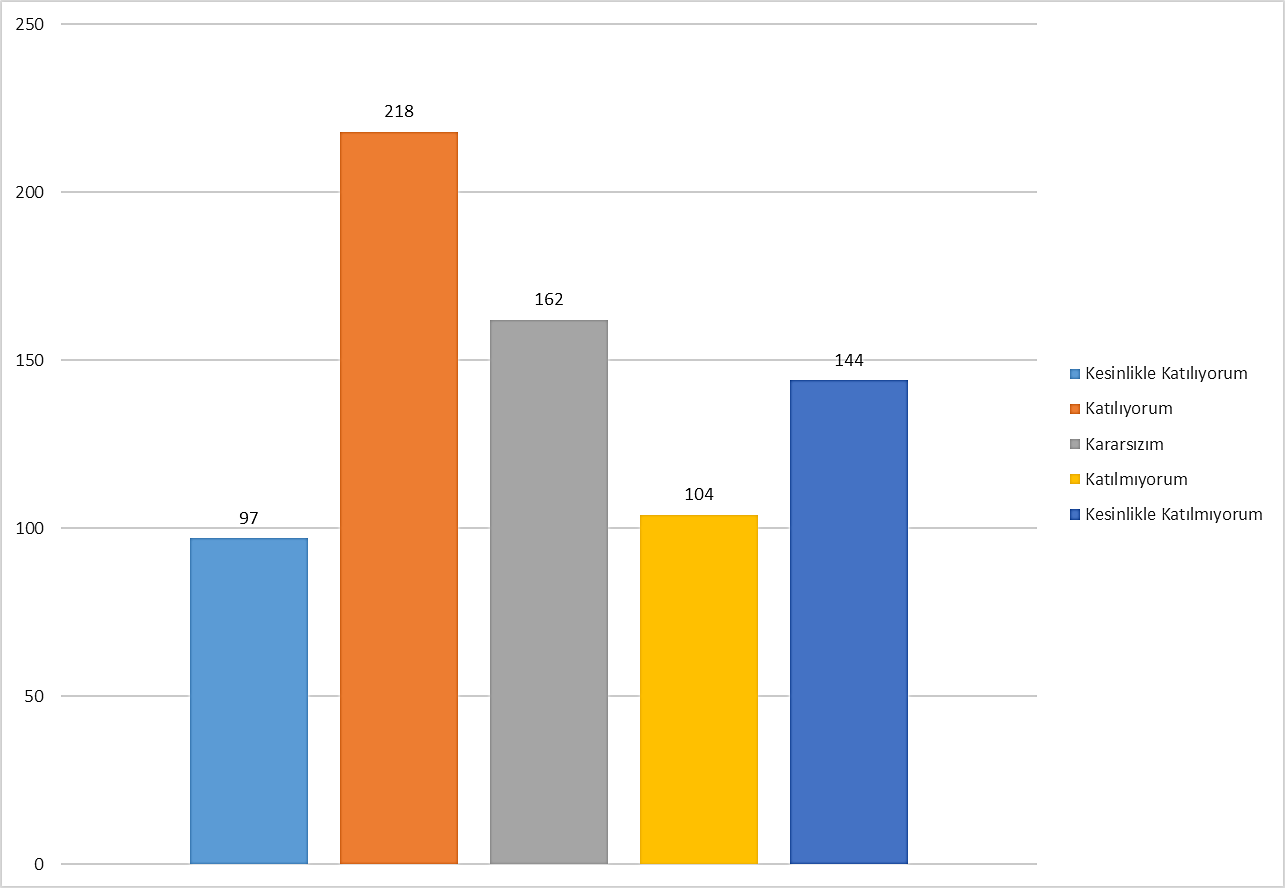 250
218
200
162
150
144
104
100
97
50
0
Kesinlikle Katılıyorum
Katılıyorum
Kararsızım
Katılmıyorum
Kesinlikle Katılmıyorum